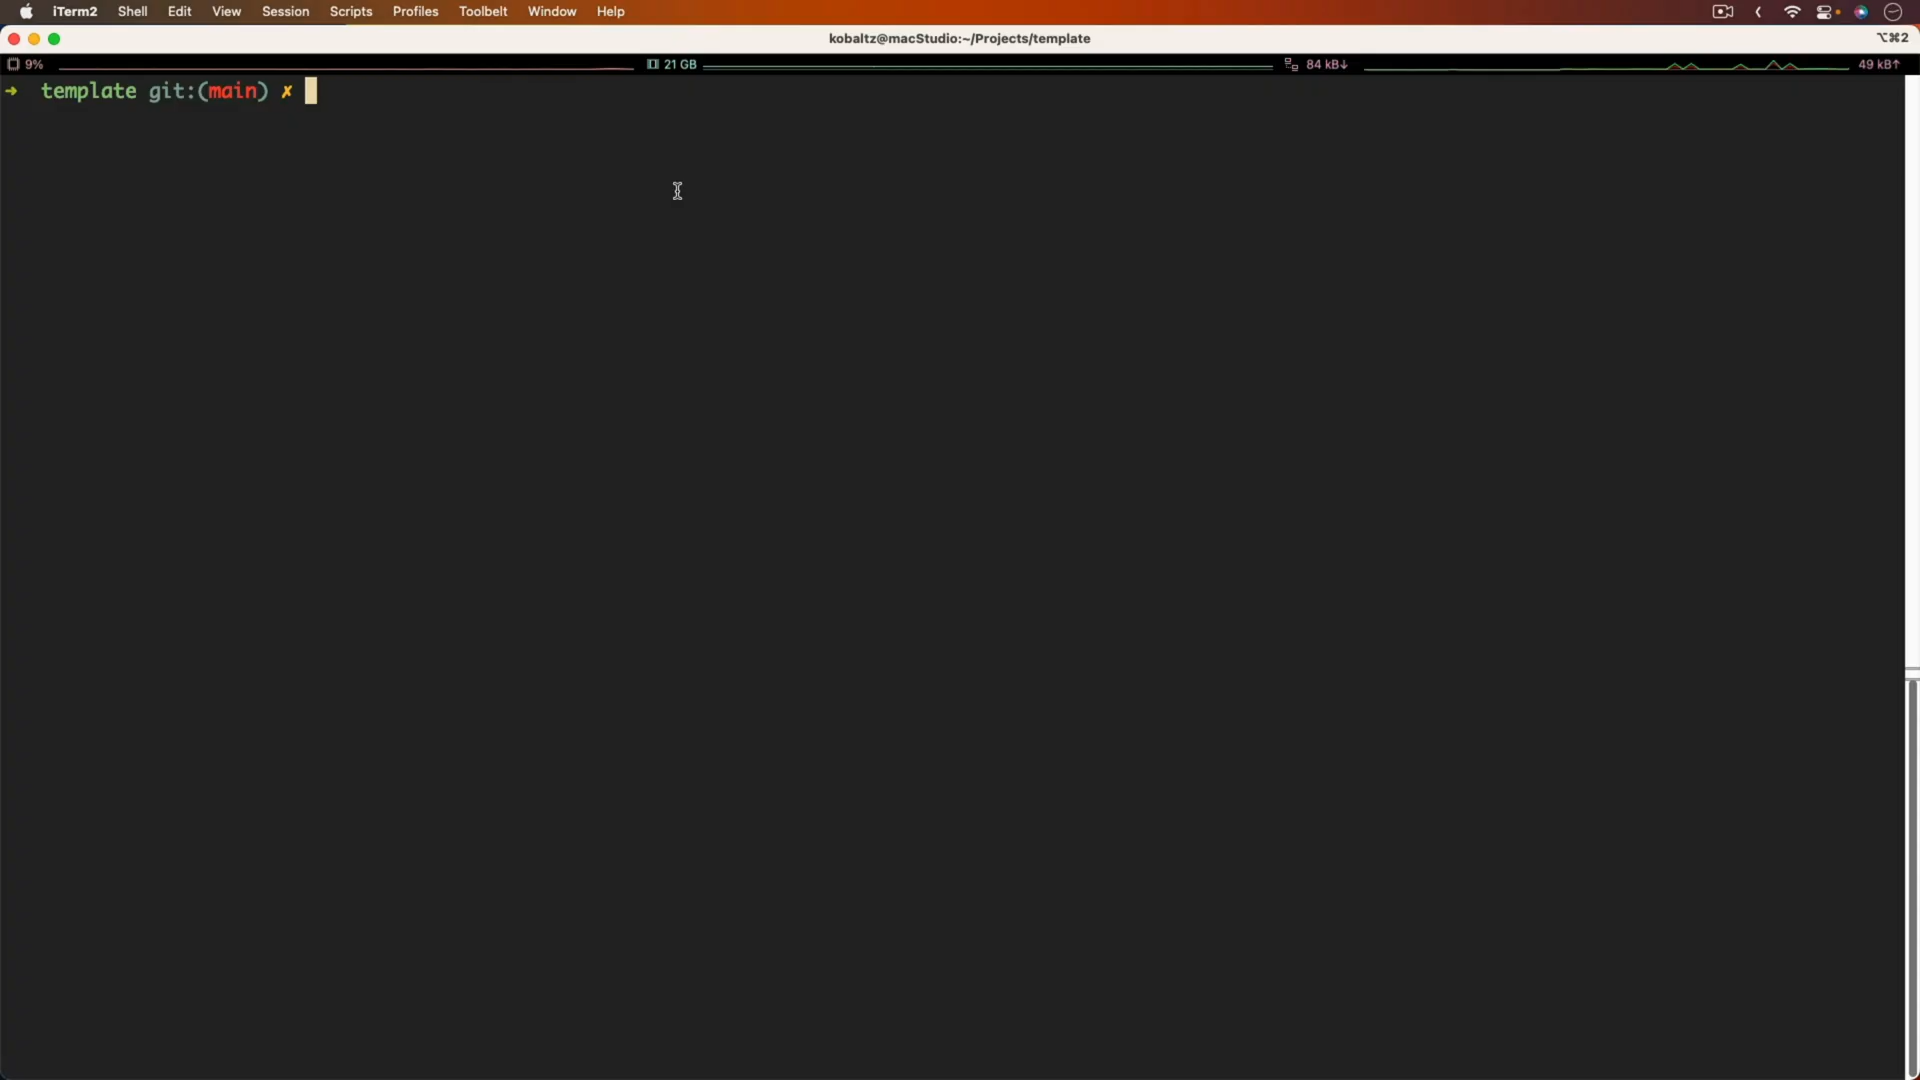 iTerm2 Shell Edit View Session Scripts Profiles Toolbelt Window Help
kobaltz@macStudio:~/Projects/template ⌥⌘2
9% 21 GB 84 kB↓ 49 kB↑
➜ template git:(main) ✗